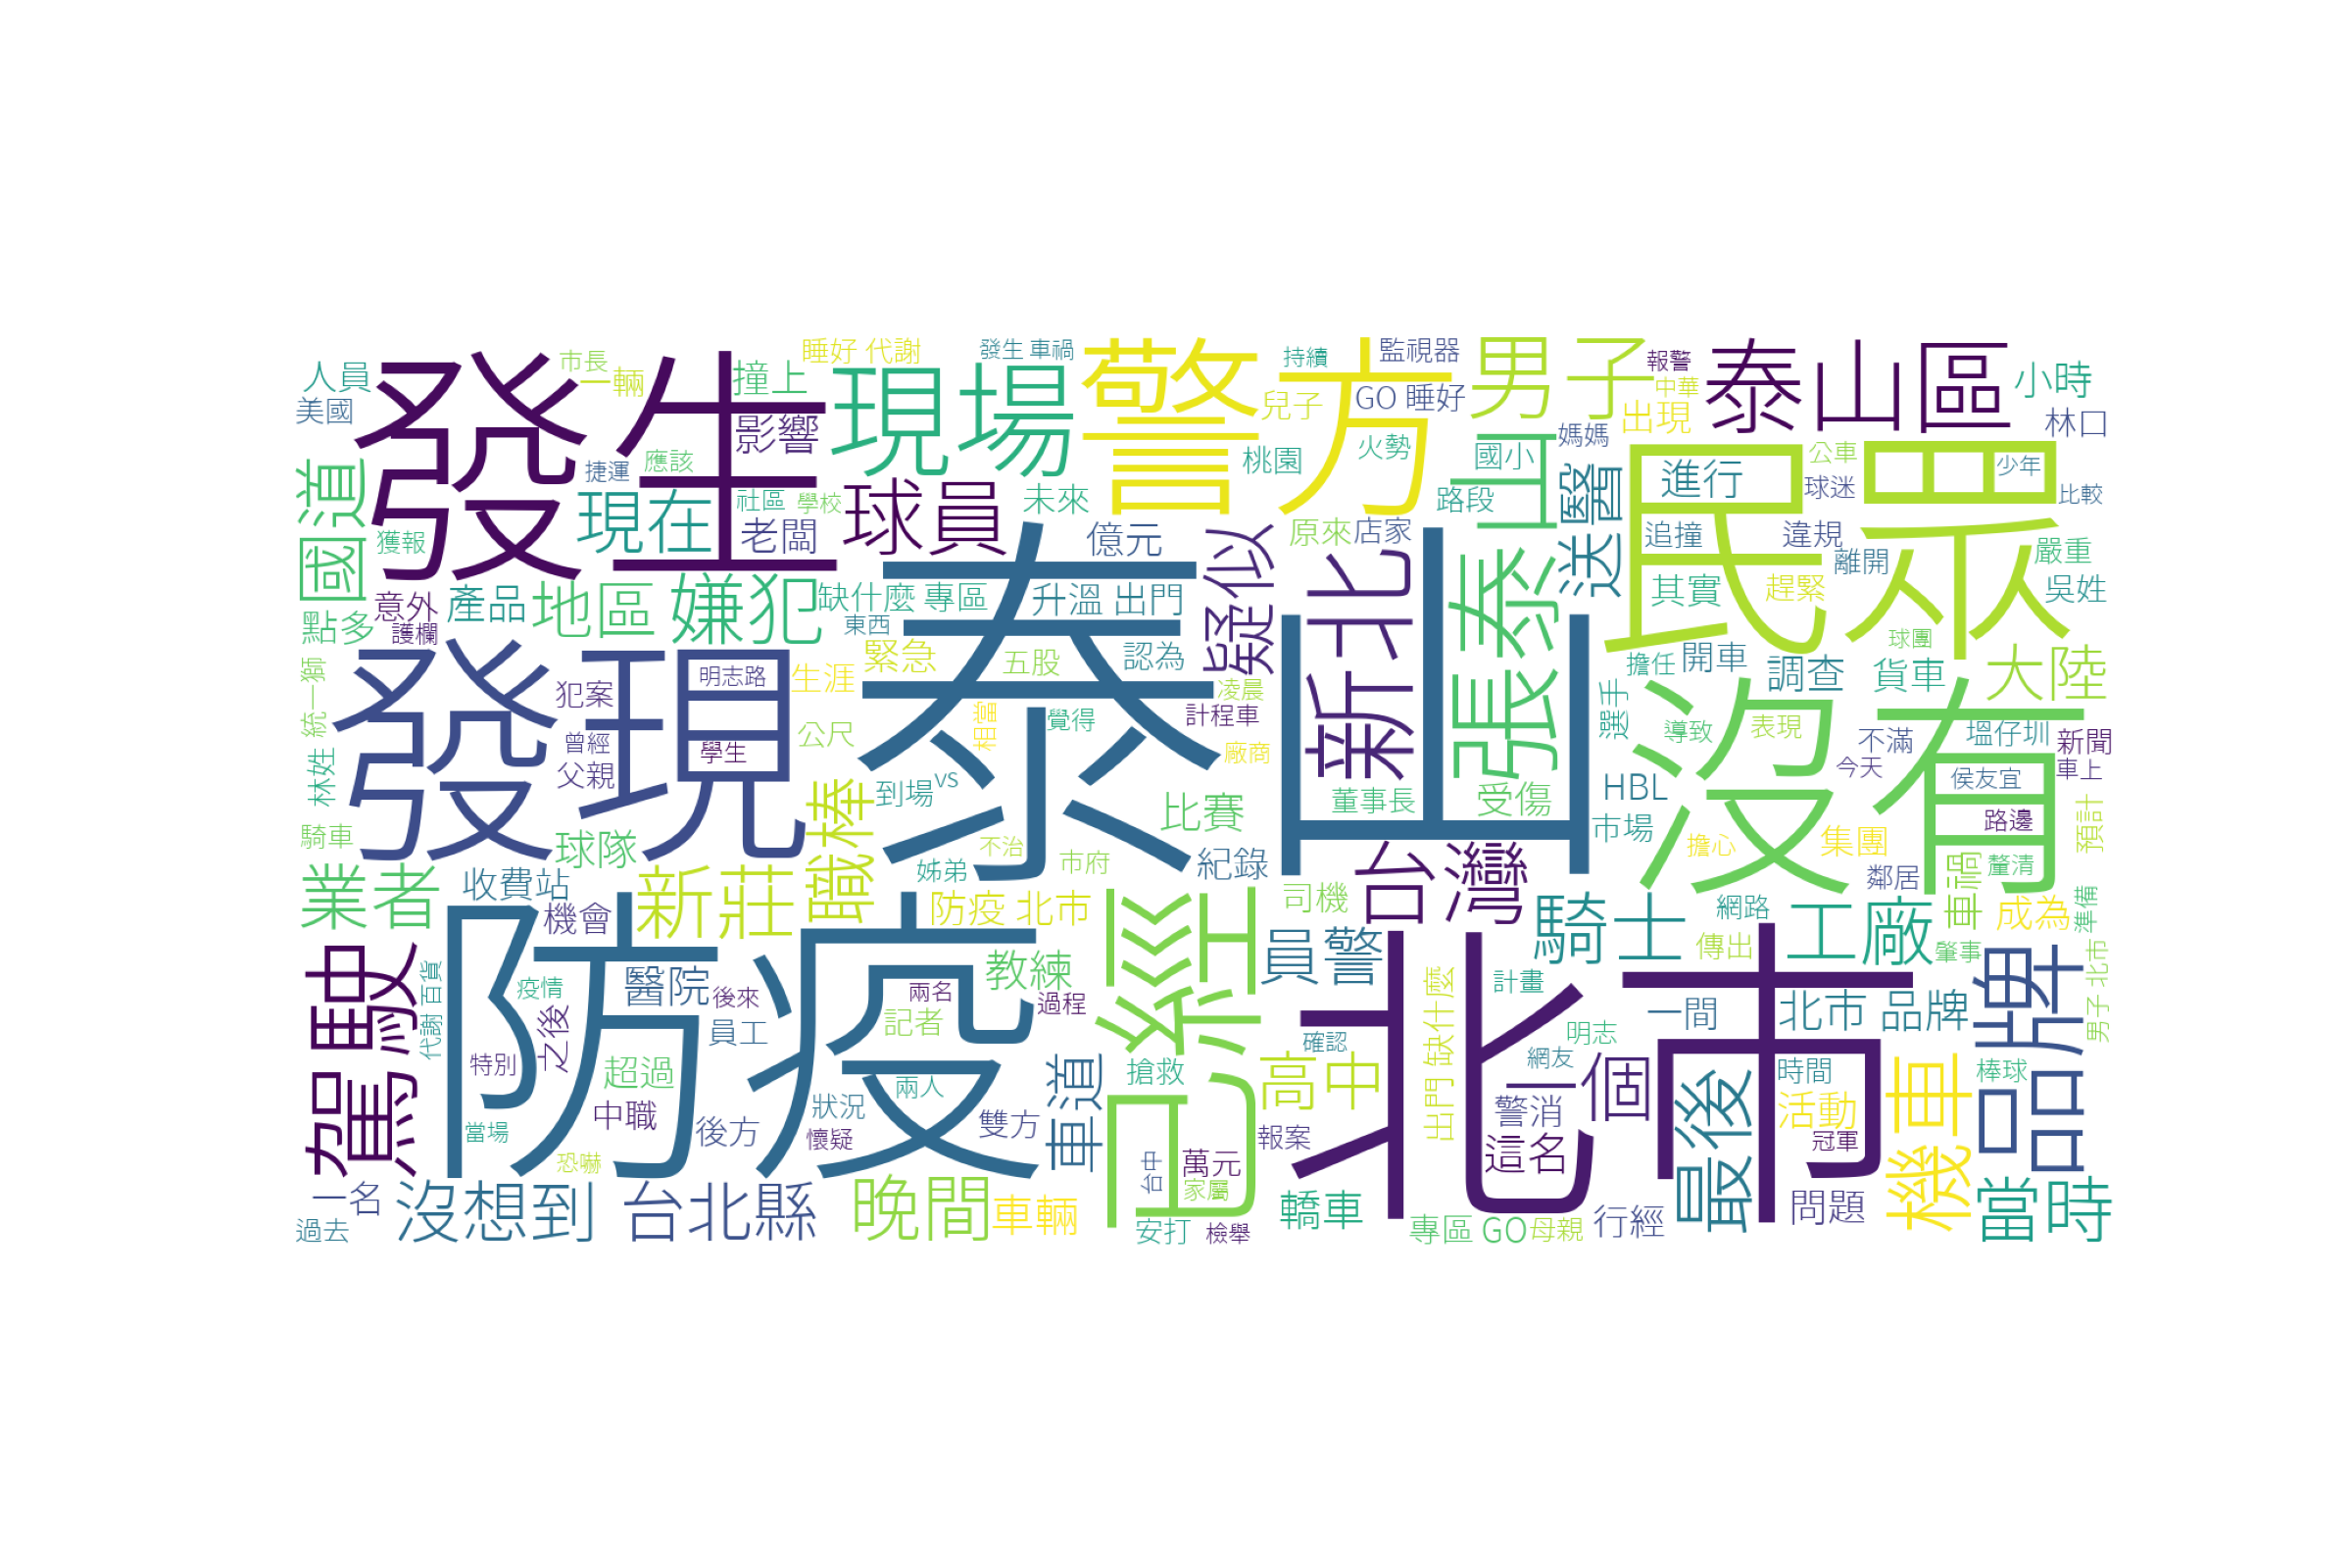 泰山
北市
防疫
發生
發現
民眾
沒有
警方
已經
現場
泰山區
新北
張泰山
男子
球員
國道
現在
地區
嫌犯
疑似
送醫
品牌
駕駛
業者
新莊
職棒
台灣
騎士
工廠
員警
高中
一個
最後
機車
當時
沒想到
台北縣
晚間
車輛
車道
大陸
人員
美國
市長
一輛
撞上
影響
睡好 代謝
發生 車禍
持續
監視器
GO 睡好
兒子
報警
中華
出現
小時
林口
捷運
應該
社區
學校
老闆
未來
桃園
火勢
國小
媽媽
路段
進行
公車
球迷
少年
比較
獲報
億元
原來
店家
追撞
違規
離開
嚴重
點多
意外
護欄
產品
缺什麼 專區
東西
升溫 出門
其實
趕緊
吳姓
統一獅
林姓
犯案
明志路
生涯
緊急
五股
認為
凌晨
計程車
廠商
選手
擔任
開車
調查
貨車
球團
曾經
父親
學生
公尺
相當
覺得
導致
表現
不滿
塭仔圳
新聞
車上
今天
侯友宜
路邊
預計
騎車
球隊
到場
VS
比賽
董事長
受傷
HBL
市場
擔心
集團
收費站
機會
姊弟
不治
市府
紀錄
防疫 北市
司機
網路
傳出
鄰居
車禍
釐清
成為
準備
肇事
代謝 百貨
疫情
醫院
後來
兩名
教練
過程
記者
員工
之後
特別
超過
中職
後方
狀況
兩人
懷疑
雙方
當場
恐嚇
搶救
報案
確認
出門 缺什麼
計畫
明志
網友
一間
北市 品牌
男子 北市
時間
棒球
活動
冠軍
警消
這名
台中
萬元
家屬
一名
過去
安打
檢舉
轎車
專區 GO
母親
行經
問題